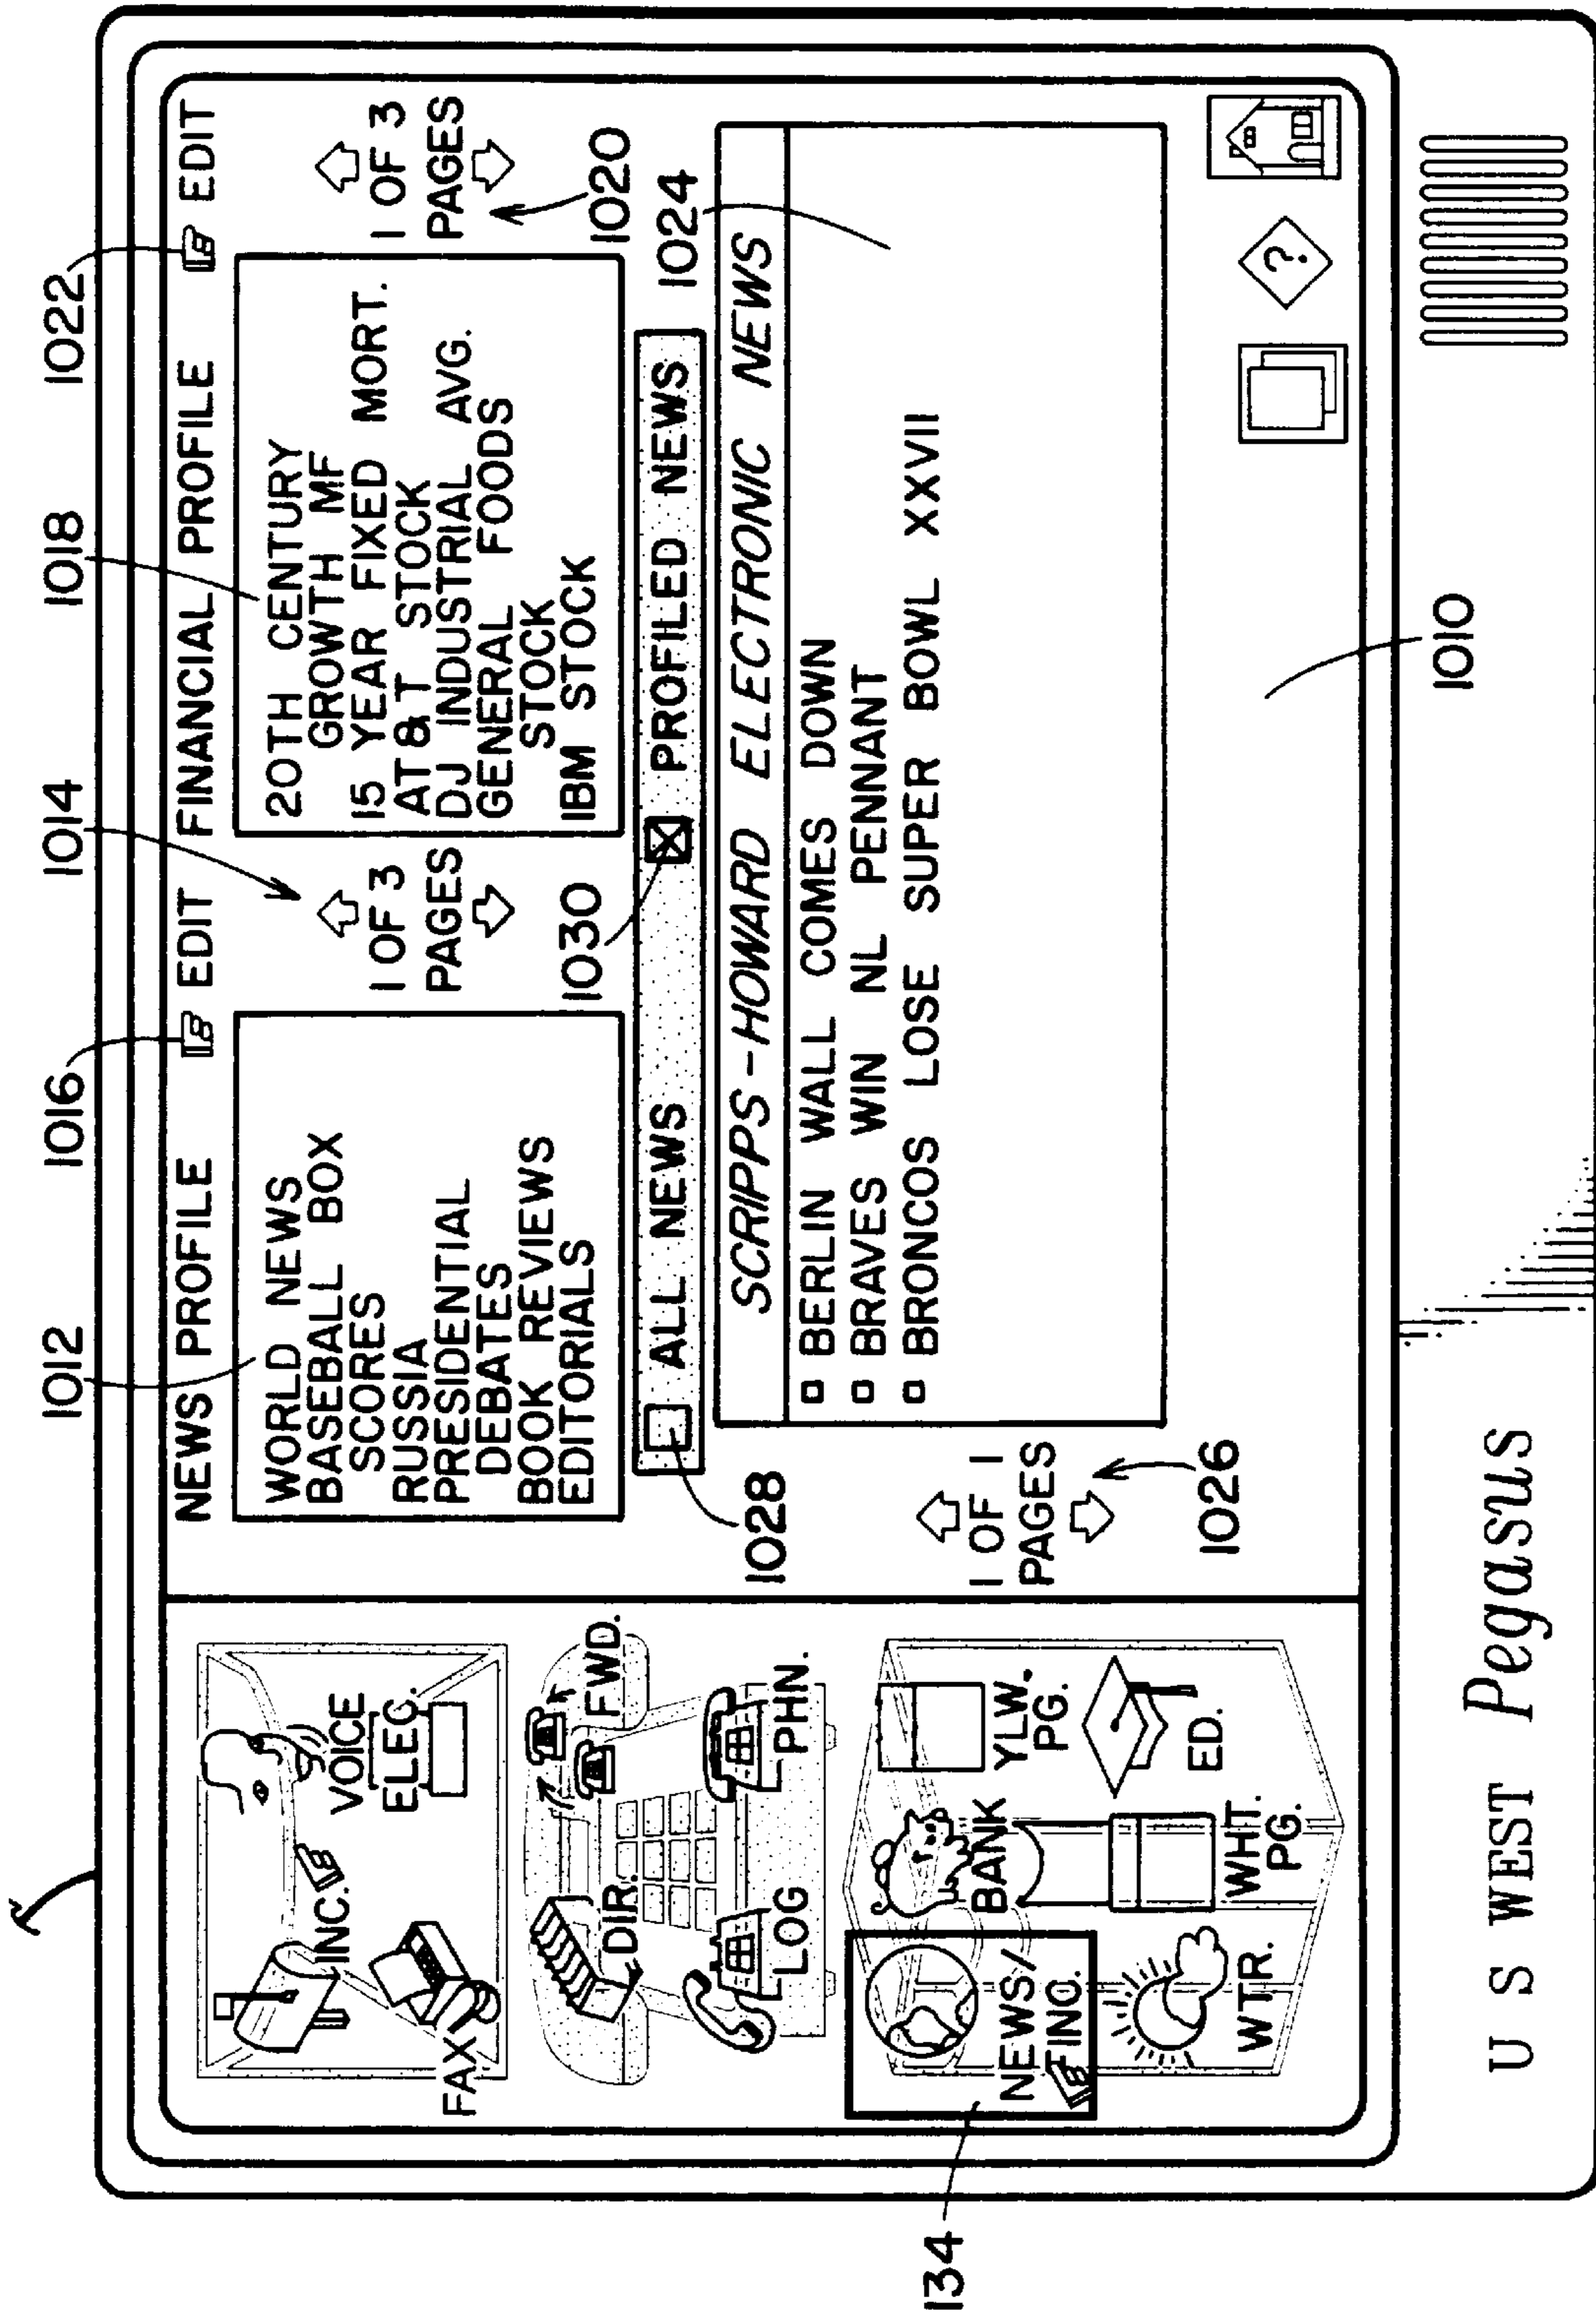 1012
1016
1014
1018
1022
NEWS PROFILE
EDIT
FINANCIAL PROFILE
EDIT
WORLD NEWS
BASEBALL BOX
SCORES
RUSSIA
PRESIDENTIAL
DEBATES
BOOK REVIEWS
EDITORIALS
1 OF 3
PAGES
1030
20TH CENTURY
GROWTH MF
15 YEAR FIXED MORT.
AT&T STOCK
DJ INDUSTRIAL AVG.
GENERAL FOODS
STOCK
IBM STOCK
1 OF 3
PAGES
1020
ALL NEWS
PROFILED NEWS
1024
1028
SCRIPPS-HOWARD ELECTRONIC NEWS
BERLIN WALL COMES DOWN
BRAVES WIN NL PENNANT
BRONCOS LOSE SUPER BOWL XXVII
1 OF 1
PAGES
1026
INC.
VOICE
ELEC.
FAX
DIR.
FWD.
LOG
PHN.
NEWS/
FINC.
BANK
YLW.
PG.
WTR.
WHT.
PG.
ED.
134
?
1010
U S WEST Pegasus